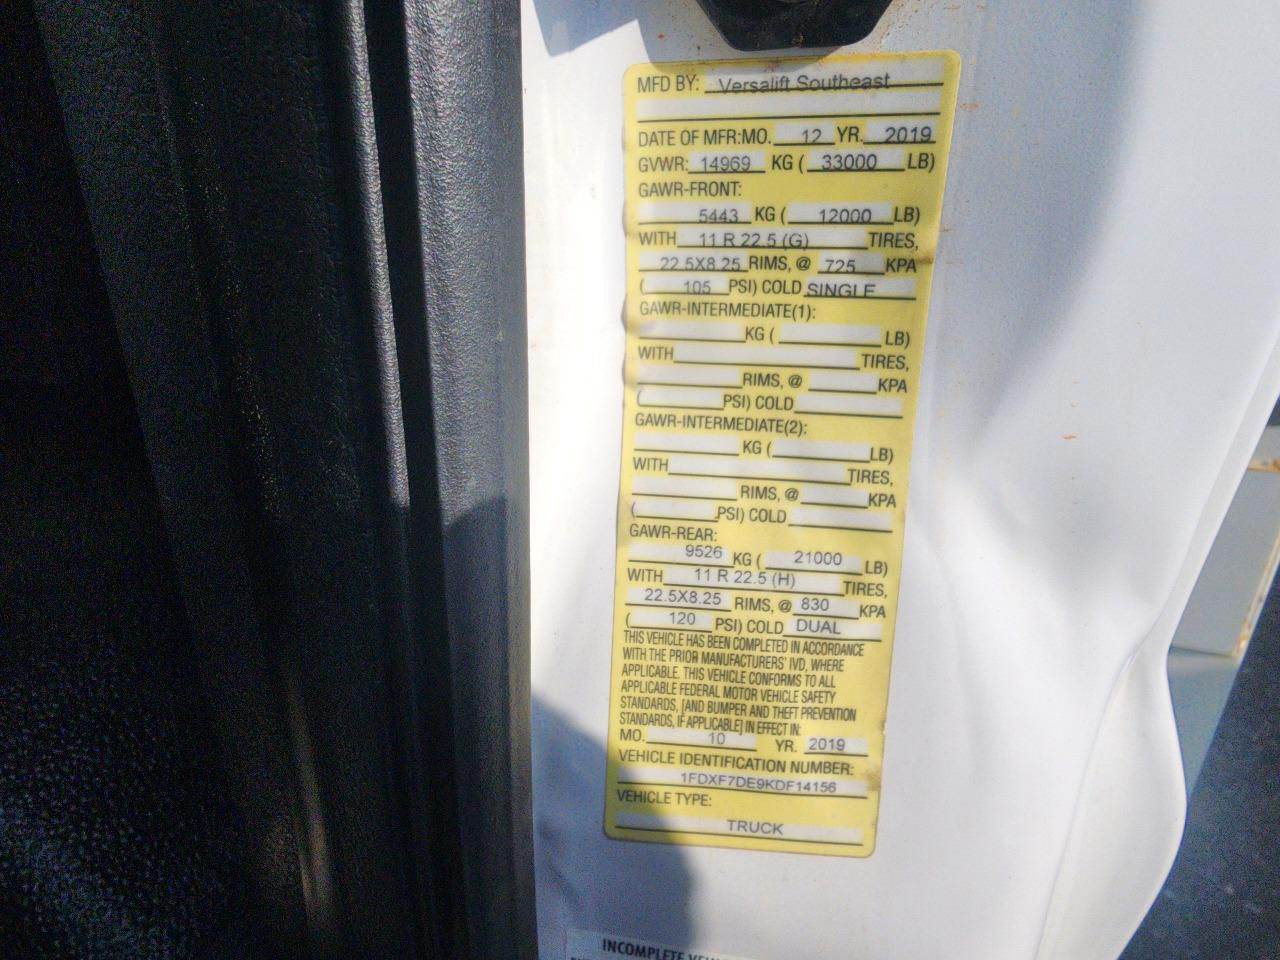 MFD BY: Versalift Southeast
DATE OF MFR: MO. 12 YR. 2019
GVWR: 14969 KG ( 33000 LB)
GAWR-FRONT:
5443 KG ( 12000 LB)
WITH 11 R 22.5 (G) TIRES,
22.5X8.25 RIMS, @ 725 KPA
( 105 PSI) COLD SINGLE
GAWR-INTERMEDIATE(1):
KG ( LB)
WITH TIRES,
RIMS, @ KPA
( PSI) COLD
GAWR-INTERMEDIATE(2):
KG ( LB)
WITH TIRES,
RIMS, @ KPA
( PSI) COLD
GAWR-REAR:
9526 KG ( 21000 LB)
WITH 11 R 22.5 (H) TIRES,
22.5X8.25 RIMS, @ 830 KPA
( 120 PSI) COLD DUAL
THIS VEHICLE HAS BEEN COMPLETED IN ACCORDANCE
WITH THE PRIOR MANUFACTURERS' IVD, WHERE
APPLICABLE. THIS VEHICLE CONFORMS TO ALL
APPLICABLE FEDERAL MOTOR VEHICLE SAFETY
STANDARDS, [AND BUMPER AND THEFT PREVENTION
STANDARDS, IF APPLICABLE] IN EFFECT IN:
MO. 10 YR. 2019
VEHICLE IDENTIFICATION NUMBER:
1FDXF7DE9KDF14156
VEHICLE TYPE:
TRUCK
INCOMPLETE